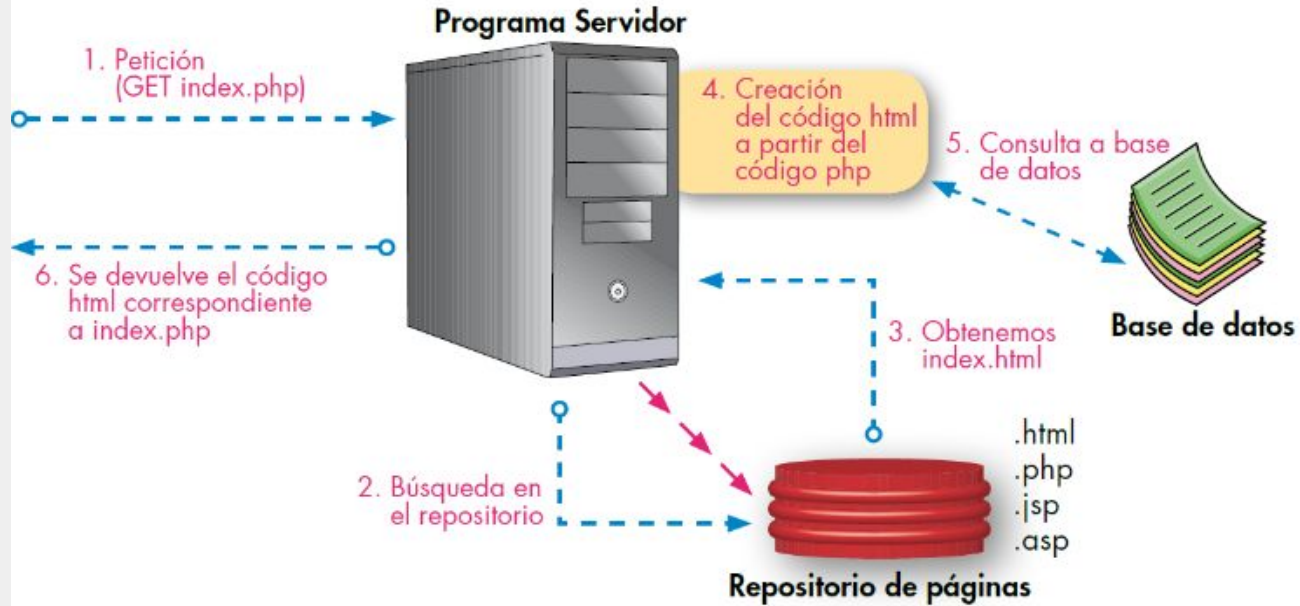 Programa Servidor
1. Petición
(GET index.php)
4. Creación
del código html
a partir del
código php
5. Consulta a base
de datos
6. Se devuelve el código
html correspondiente
a index.php
Base de datos
3. Obtenemos
index.html
2. Búsqueda en
el repositorio
.html
.php
.jsp
.asp
Repositorio de páginas